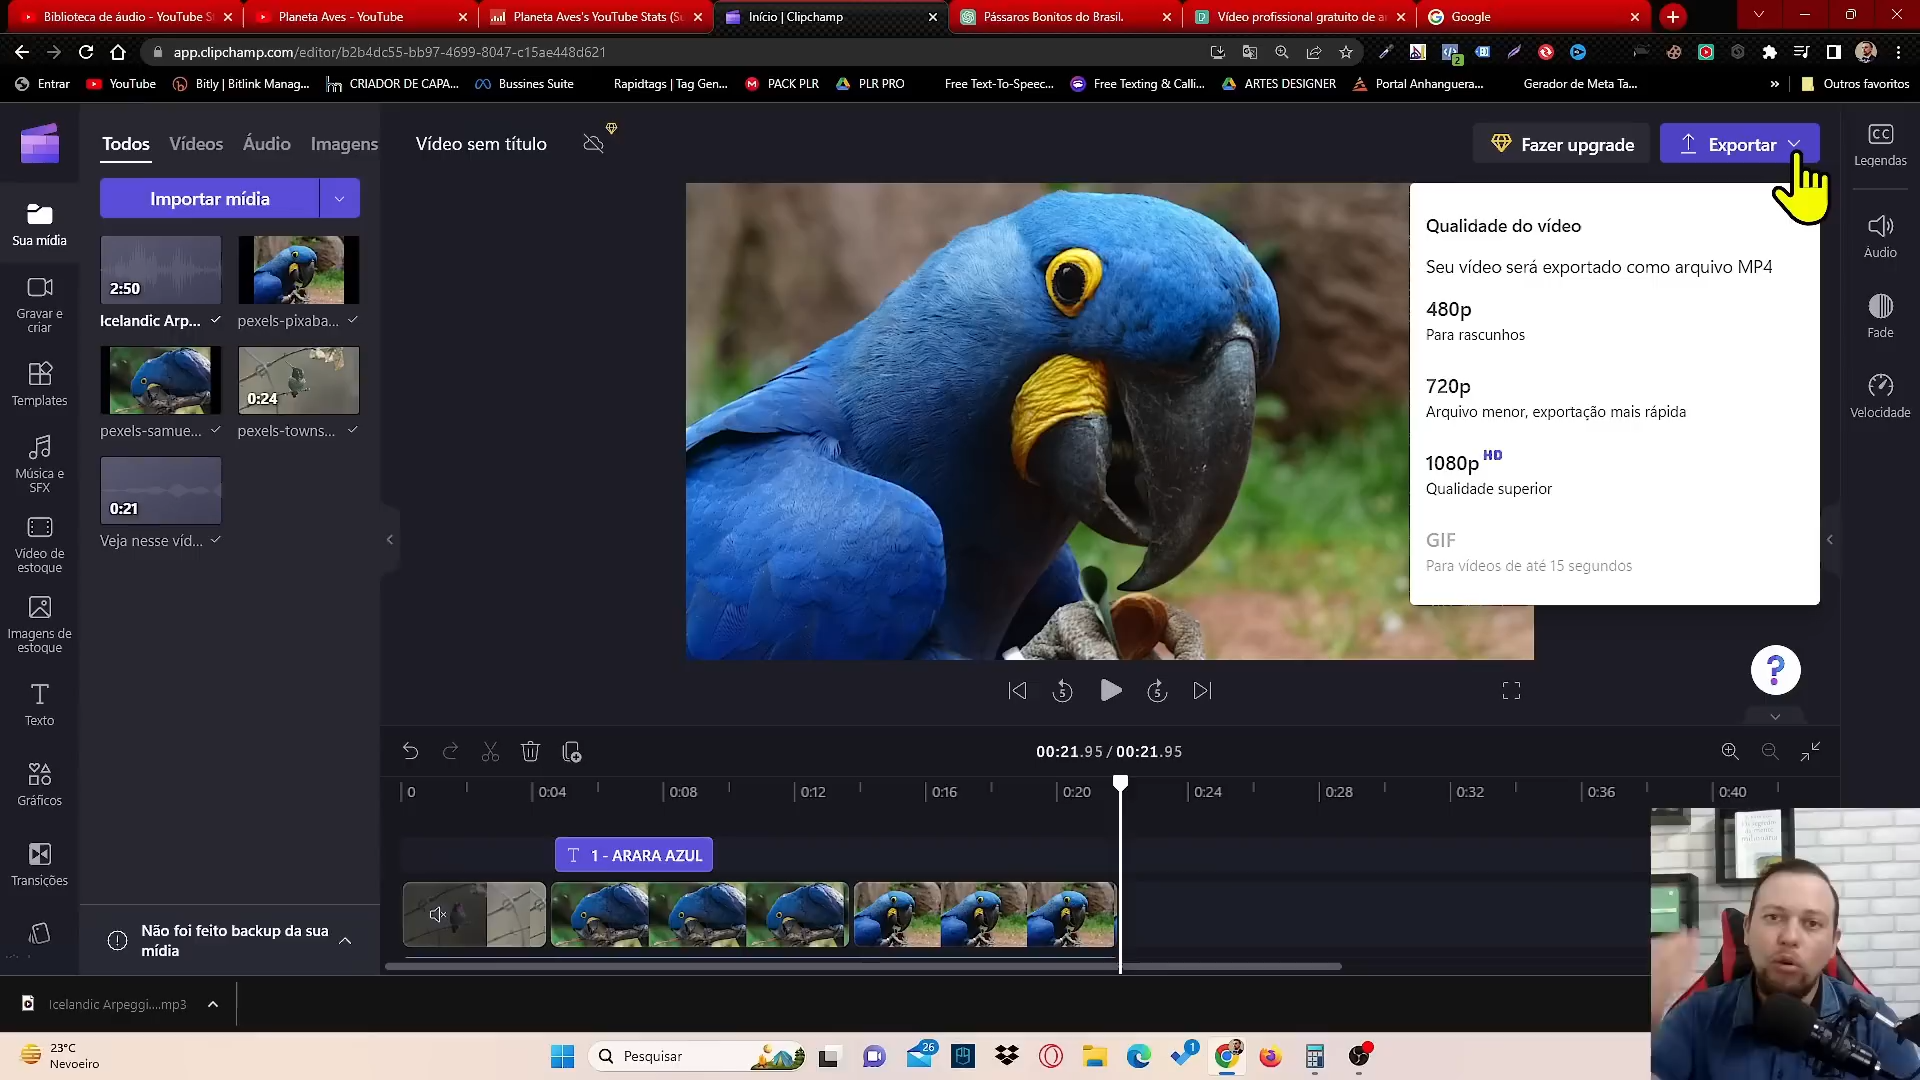 Biblioteca de áudio - YouTube S
Planeta Aves - YouTube
Planeta Aves's YouTube Stats (Su
Início | Clipchamp
Pássaros Bonitos do Brasil.
Vídeo profissional gratuito de a
Google
app.clipchamp.com/editor/b2b4dc55-bb97-4699-8047-c15ae448d621
2
Entrar
YouTube
Bitly | Bitlink Manag...
CRIADOR DE CAPA...
Bussines Suite
Rapidtags | Tag Gen...
PACK PLR
PLR PRO
Free Text-To-Speec...
Free Texting & Calli...
ARTES DESIGNER
Portal Anhanguera...
Gerador de Meta Ta...
»
Outros favoritos
Todos
Vídeos
Áudio
Imagens
Vídeo sem título
Fazer upgrade
Exportar
CC
Legendas
Importar mídia
Sua mídia
2:50
Icelandic Arp...
pexels-pixaba...
Gravar e
criar
0:24
pexels-samue...
pexels-towns...
Templates
Música e
SFX
0:21
Veja nesse víd...
Vídeo de
estoque
Imagens de
estoque
Texto
Gráficos
Transições
Qualidade do vídeo
Seu vídeo será exportado como arquivo MP4
480p
Para rascunhos
720p
Arquivo menor, exportação mais rápida
1080p HD
Qualidade superior
GIF
Para vídeos de até 15 segundos
Áudio
Fade
Velocidade
?
5
5
00:21.95 / 00:21.95
0
0:04
0:08
0:12
0:16
0:20
0:24
0:28
0:32
0:36
0:40
T 1 - ARARA AZUL
Não foi feito backup da sua
mídia
Icelandic Arpeggi....mp3
23°C
Nevoeiro
Pesquisar
26
1